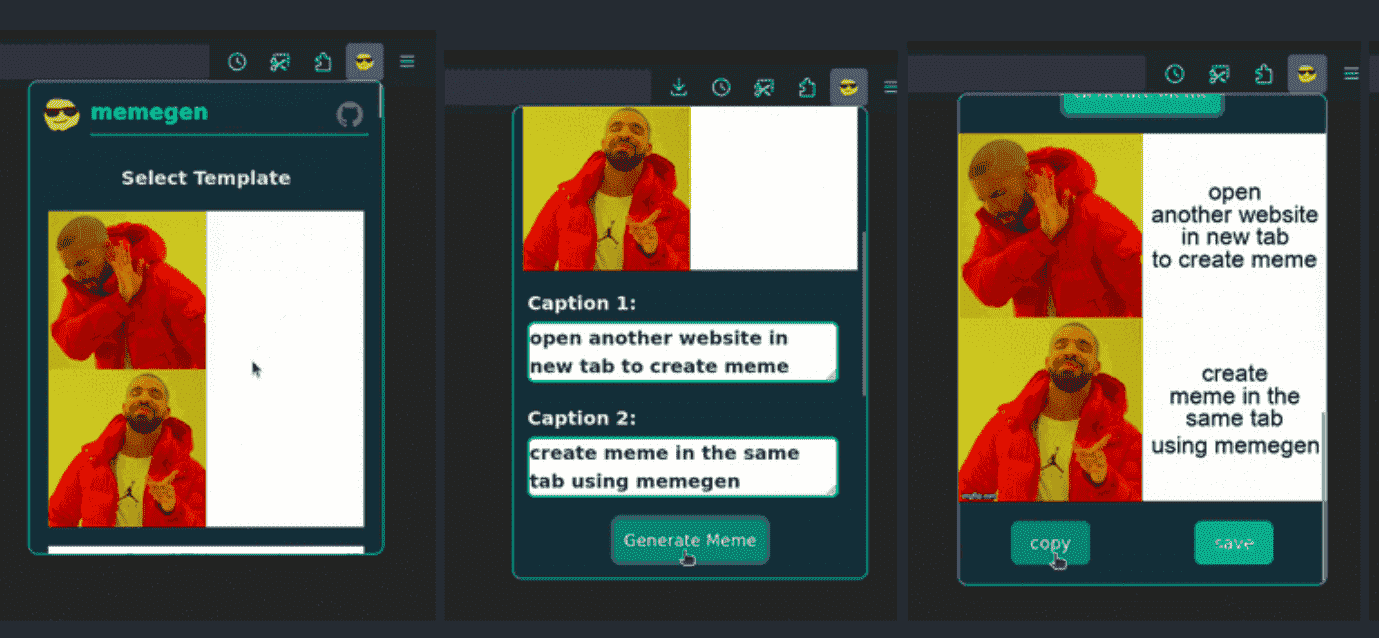 memegen
Select Template
Caption 1:
open another website in
new tab to create meme
Caption 2:
create meme in the same
tab using memegen
Generate Meme
open
another website
in new tab
to create meme
create
meme in the
same tab
using memegen
copy
save